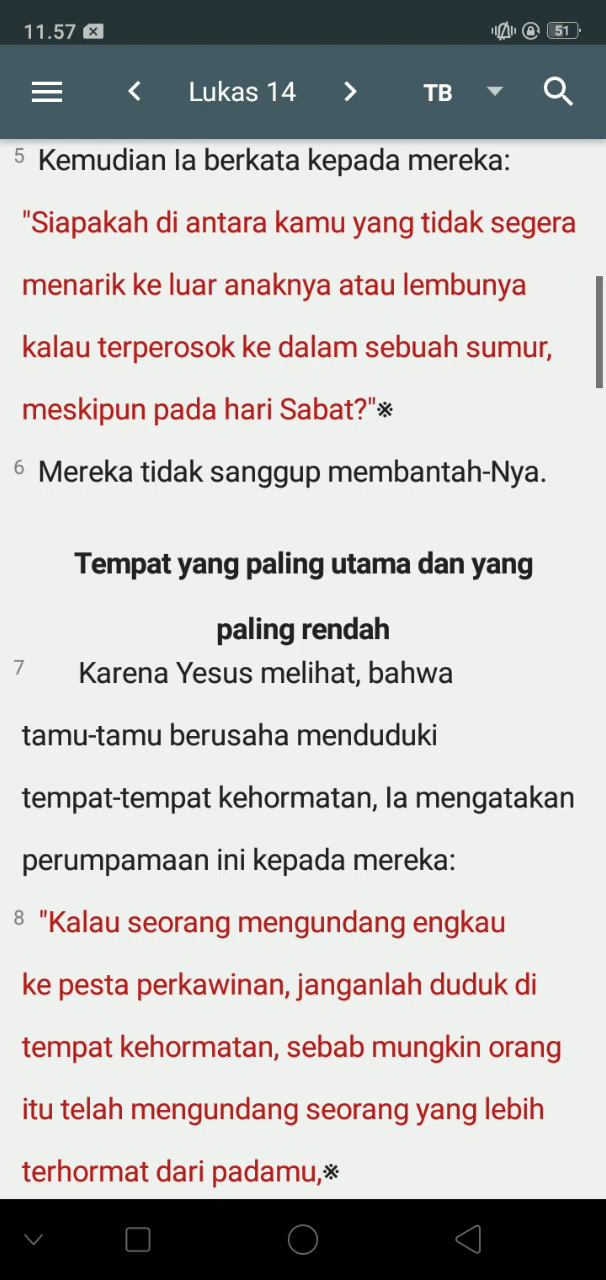 11.57
51
Lukas 14
TB
5 Kemudian Ia berkata kepada mereka:
"Siapakah di antara kamu yang tidak segera
menarik ke luar anaknya atau lembunya
kalau terperosok ke dalam sebuah sumur,
meskipun pada hari Sabat?"※
6 Mereka tidak sanggup membantah-Nya.
Tempat yang paling utama dan yang
paling rendah
7 Karena Yesus melihat, bahwa
tamu-tamu berusaha menduduki
tempat-tempat kehormatan, Ia mengatakan
perumpamaan ini kepada mereka:
8 "Kalau seorang mengundang engkau
ke pesta perkawinan, janganlah duduk di
tempat kehormatan, sebab mungkin orang
itu telah mengundang seorang yang lebih
terhormat dari padamu,※